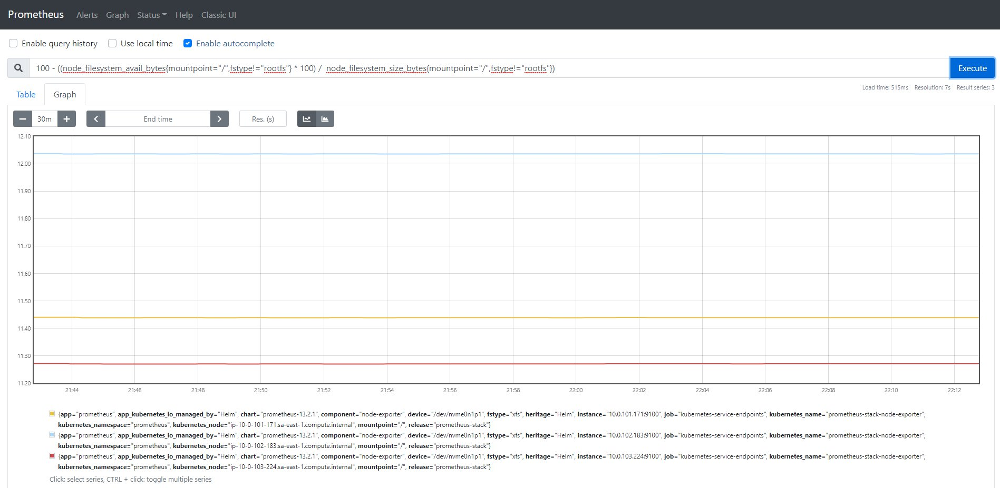 Prometheus Alerts Graph Status Help Classic UI
Enable query history Use local time Enable autocomplete
100 - ((node_filesystem_avail_bytes{mountpoint="/",fstype!="rootfs"} * 100) /  node_filesystem_size_bytes{mountpoint="/",fstype!="rootfs"}) Execute
Load time: 515ms Resolution: 7s Result series: 3
Table Graph
30m End time Res. (s)
12.10
12.00
11.90
11.80
11.70
11.60
11.50
11.40
11.30
11.20
21:44 21:46 21:48 21:50 21:52 21:54 21:56 21:58 22:00 22:02 22:04 22:06 22:08 22:10 22:12
{app="prometheus", app_kubernetes_io_managed_by="Helm", chart="prometheus-13.2.1", component="node-exporter", device="/dev/nvme0n1p1", fstype="xfs", heritage="Helm", instance="10.0.101.171:9100", job="kubernetes-service-endpoints", kubernetes_name="prometheus-stack-node-exporter",
kubernetes_namespace="prometheus", kubernetes_node="ip-10-0-101-171.sa-east-1.compute.internal", mountpoint="/", release="prometheus-stack"}
{app="prometheus", app_kubernetes_io_managed_by="Helm", chart="prometheus-13.2.1", component="node-exporter", device="/dev/nvme0n1p1", fstype="xfs", heritage="Helm", instance="10.0.102.183:9100", job="kubernetes-service-endpoints", kubernetes_name="prometheus-stack-node-exporter",
kubernetes_namespace="prometheus", kubernetes_node="ip-10-0-102-183.sa-east-1.compute.internal", mountpoint="/", release="prometheus-stack"}
{app="prometheus", app_kubernetes_io_managed_by="Helm", chart="prometheus-13.2.1", component="node-exporter", device="/dev/nvme0n1p1", fstype="xfs", heritage="Helm", instance="10.0.103.224:9100", job="kubernetes-service-endpoints", kubernetes_name="prometheus-stack-node-exporter",
kubernetes_namespace="prometheus", kubernetes_node="ip-10-0-103-224.sa-east-1.compute.internal", mountpoint="/", release="prometheus-stack"}
Click: select series, CTRL + click: toggle multiple series